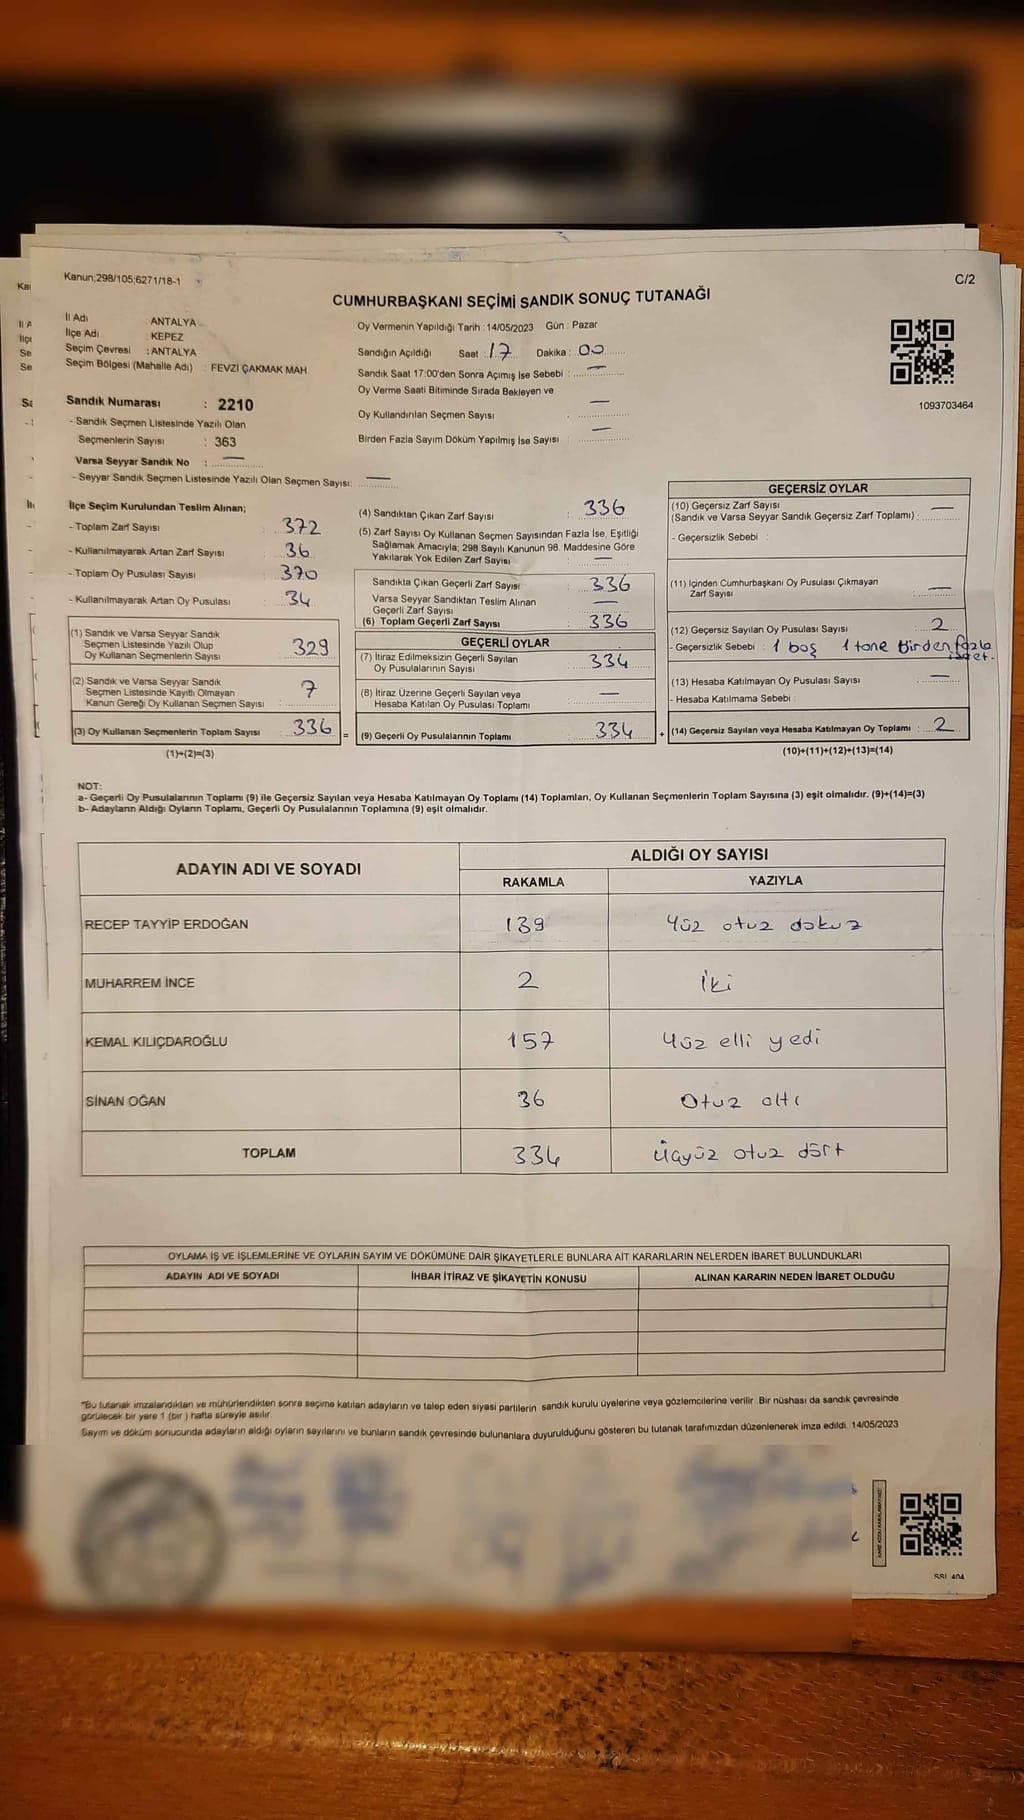 Kanun;298/105;6271/18-1
C/2
CUMHURBAŞKANI SEÇİMİ SANDIK SONUÇ TUTANAĞI
İl Adı : ANTALYA
İlçe Adı : KEPEZ
Seçim Çevresi : ANTALYA
Seçim Bölgesi (Mahalle Adı) : FEVZİ ÇAKMAK MAH.
Sandık Numarası : 2210
- Sandık Seçmen Listesinde Yazılı Olan
Seçmenlerin Sayısı : 363
Varsa Seyyar Sandık No : —
- Seyyar Sandık Seçmen Listesinde Yazılı Olan Seçmen Sayısı: —
Oy Vermenin Yapıldığı Tarih : 14/05/2023 Gün : Pazar
Sandığın Açıldığı Saat : 17 Dakika : 00
Sandık Saat 17:00'den Sonra Açımış İse Sebebi : —
Oy Verme Saati Bitiminde Sırada Bekleyen ve
Oy Kullandırılan Seçmen Sayısı : —
Birden Fazla Sayım Döküm Yapılmış İse Sayısı : —
1093703464
İlçe Seçim Kurulundan Teslim Alınan;
- Toplam Zarf Sayısı : 372
- Kullanılmayarak Artan Zarf Sayısı : 36
- Toplam Oy Pusulası Sayısı : 370
- Kullanılmayarak Artan Oy Pusulası : 34
(1) Sandık ve Varsa Seyyar Sandık
Seçmen Listesinde Yazılı Olup
Oy Kullanan Seçmenlerin Sayısı : 329
(2) Sandık ve Varsa Seyyar Sandık
Seçmen Listesinde Kayıtlı Olmayan
Kanun Gereği Oy Kullanan Seçmen Sayısı : 7
(3) Oy Kullanan Seçmenlerin Toplam Sayısı : 336 =
(1)+(2)=(3)
(4) Sandıktan Çıkan Zarf Sayısı : 336
(5) Zarf Sayısı Oy Kullanan Seçmen Sayısından Fazla İse, Eşitliği
Sağlamak Amacıyla; 298 Sayılı Kanunun 98. Maddesine Göre
Yakılarak Yok Edilen Zarf Sayısı : —
Sandıkta Çıkan Geçerli Zarf Sayısı : 336
Varsa Seyyar Sandıktan Teslim Alınan
Geçerli Zarf Sayısı : —
(6) Toplam Geçerli Zarf Sayısı : 336
GEÇERLİ OYLAR
(7) İtiraz Edilmeksizin Geçerli Sayılan
Oy Pusulalarının Sayısı : 334
(8) İtiraz Üzerine Geçerli Sayılan veya
Hesaba Katılan Oy Pusulası Toplamı : —
(9) Geçerli Oy Pusulalarının Toplamı : 334 +
GEÇERSİZ OYLAR
(10) Geçersiz Zarf Sayısı
(Sandık ve Varsa Seyyar Sandık Geçersiz Zarf Toplamı) : —
- Geçersizlik Sebebi :
(11) İçinden Cumhurbaşkanı Oy Pusulası Çıkmayan
Zarf Sayısı : —
(12) Geçersiz Sayılan Oy Pusulası Sayısı : 2
- Geçersizlik Sebebi : 1 boş 1 tane Birden fazla
(13) Hesaba Katılmayan Oy Pusulası Sayısı : —
- Hesaba Katılmama Sebebi :
(14) Geçersiz Sayılan veya Hesaba Katılmayan Oy Toplamı : 2
(10)+(11)+(12)+(13)=(14)
NOT:
a- Geçerli Oy Pusulalarının Toplamı (9) ile Geçersiz Sayılan veya Hesaba Katılmayan Oy Toplamı (14) Toplamları, Oy Kullanan Seçmenlerin Toplam Sayısına (3) eşit olmalıdır. (9)+(14)=(3)
b- Adayların Aldığı Oyların Toplamı, Geçerli Oy Pusulalarının Toplamına (9) eşit olmalıdır.
ADAYIN ADI VE SOYADI
ALDIĞI OY SAYISI
RAKAMLA YAZIYLA
RECEP TAYYİP ERDOĞAN 139 Yüz otuz dokuz
MUHARREM İNCE 2 İki
KEMAL KILIÇDAROĞLU 157 Yüz elli yedi
SİNAN OĞAN 36 Otuz altı
TOPLAM 334 Üçyüz otuz dört
OYLAMA İŞ VE İŞLEMLERİNE VE OYLARIN SAYIM VE DÖKÜMÜNE DAİR ŞİKAYETLERLE BUNLARA AİT KARARLARIN NELERDEN İBARET BULUNDUKLARI
ADAYIN ADI VE SOYADI İHBAR İTİRAZ VE ŞİKAYETİN KONUSU ALINAN KARARIN NEDEN İBARET OLDUĞU
"Bu tutanak imzalandıktan ve mühürlendikten sonra seçime katılan adayların ve talep eden siyasi partilerin sandık kurulu üyelerine veya gözlemcilerine verilir .Bir nüshası da sandık çevresinde
görülecek bir yere 1 (bir ) hafta süreyle asılır.
Sayım ve döküm sonucunda adayların aldığı oyların sayılarını ve bunların sandık çevresinde bulunanlara duyurulduğunu gösteren bu tutanak tarafımızdan düzenlenerek imza edildi. 14/05/2023